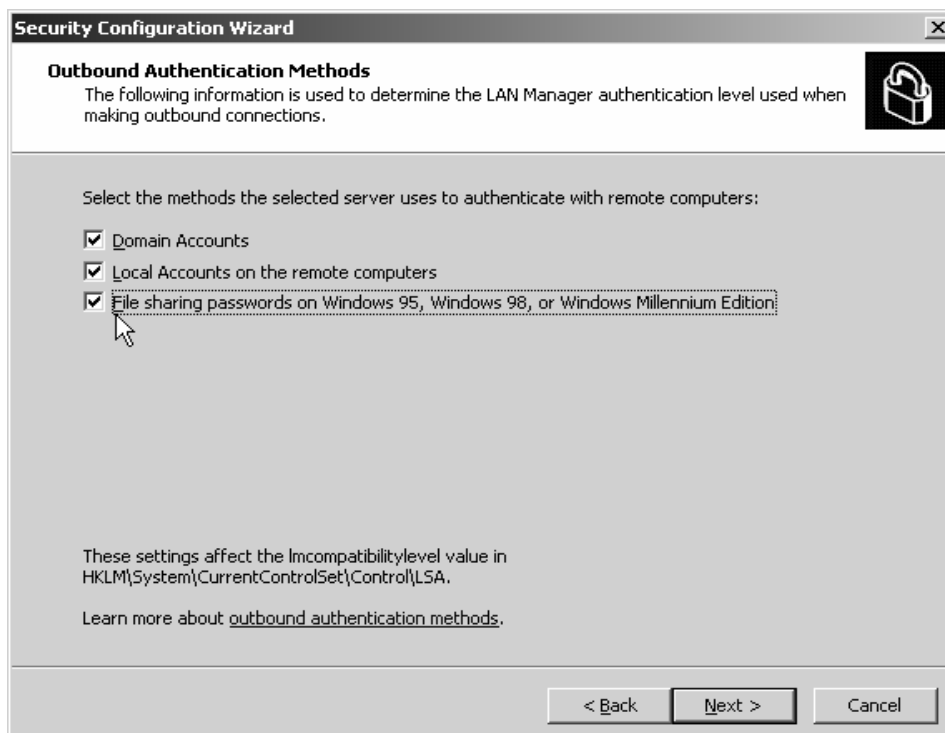 Security Configuration Wizard
Outbound Authentication Methods
The following information is used to determine the LAN Manager authentication level used when
making outbound connections.
Select the methods the selected server uses to authenticate with remote computers:
Domain Accounts
Local Accounts on the remote computers
File sharing passwords on Windows 95, Windows 98, or Windows Millennium Edition
These settings affect the lmcompatibilitylevel value in
HKLM\System\CurrentControlSet\Control\LSA.
Learn more about outbound authentication methods.
< Back
Next >
Cancel